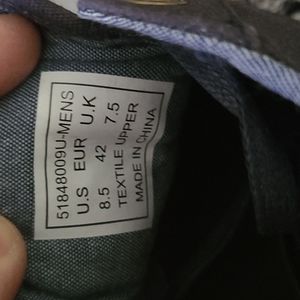 51848009U-MENS
U.S EUR U.K
8.5 42 7.5
TEXTILE UPPER
MADE IN CHINA